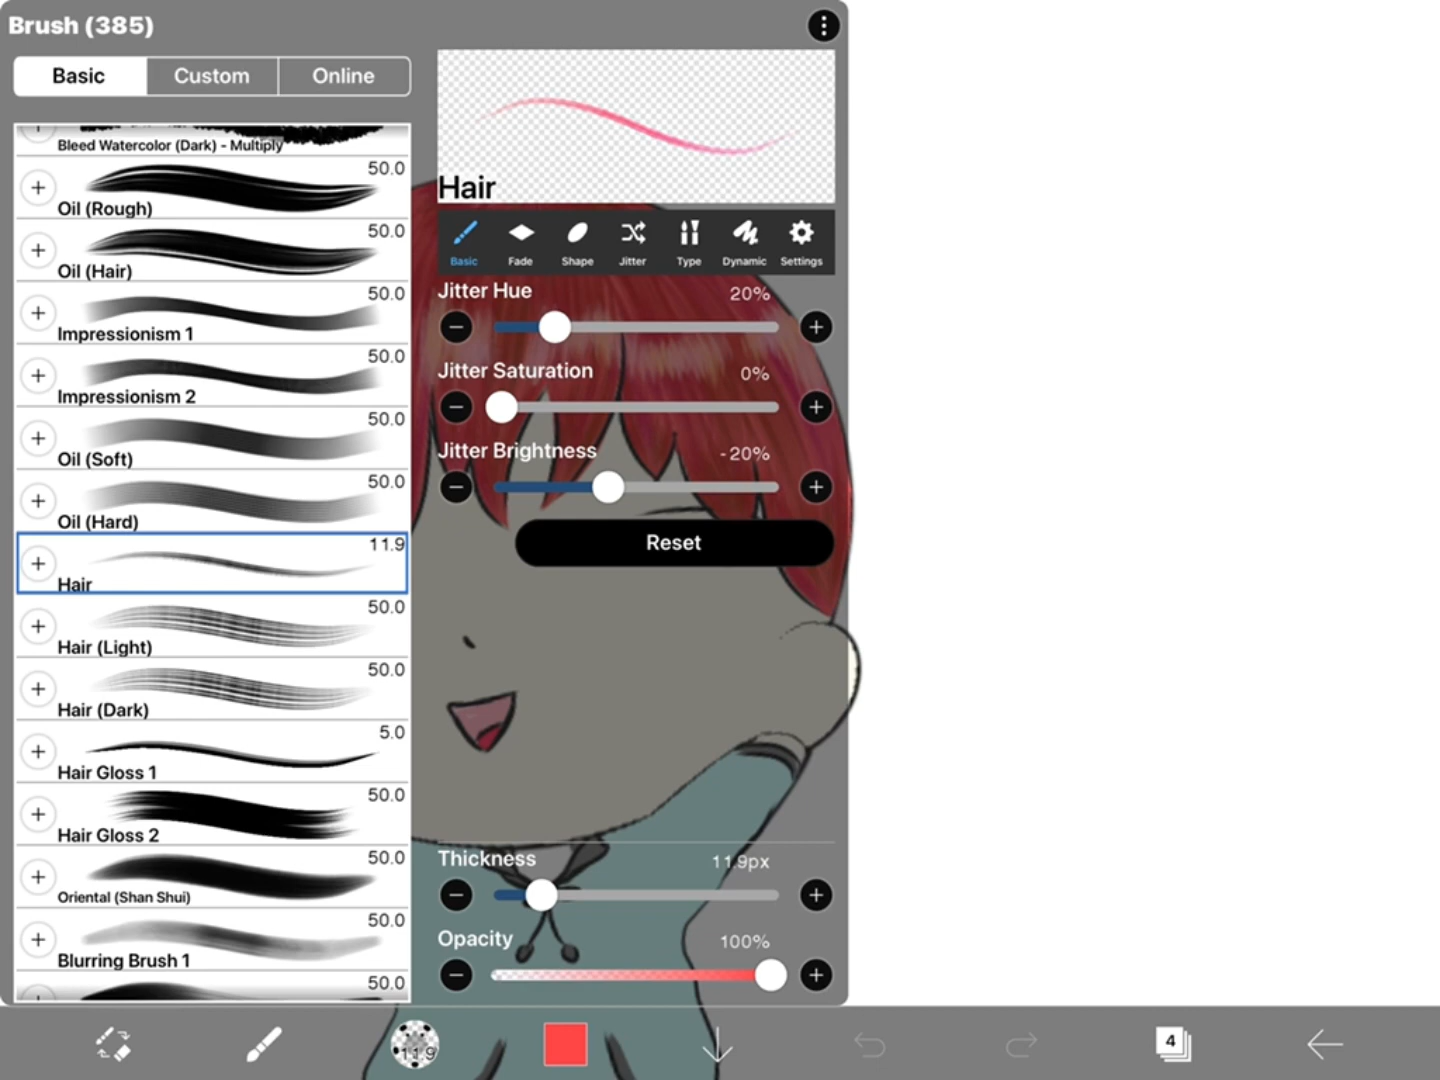 Brush (385)
Basic Custom Online
Bleed Watercolor (Dark) - Multiply
50.0
Oil (Rough)
50.0
Oil (Hair)
50.0
Impressionism 1
50.0
Impressionism 2
50.0
Oil (Soft)
50.0
Oil (Hard)
11.9
Hair
50.0
Hair (Light)
50.0
Hair (Dark)
5.0
Hair Gloss 1
50.0
Hair Gloss 2
50.0
Oriental (Shan Shui)
50.0
Blurring Brush 1
50.0
Hair
Basic Fade Shape Jitter Type Dynamic Settings
Jitter Hue 20%
Jitter Saturation 0%
Jitter Brightness -20%
Reset
Thickness 11.9px
Opacity 100%
11.9
4